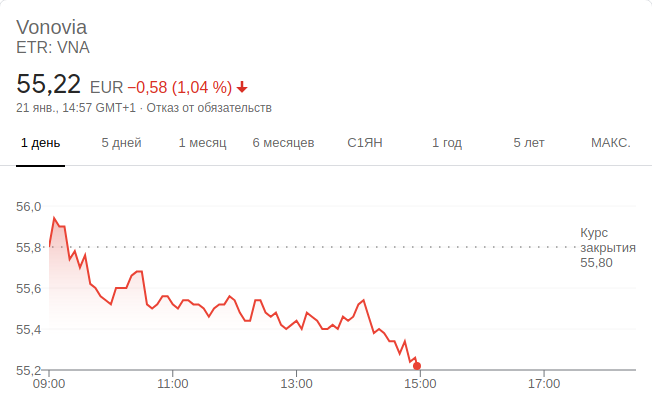 Vonovia
ETR: VNA
55,22 EUR −0,58 (1,04 %)
21 янв., 14:57 GMT+1 · Отказ от обязательств
1 день 5 дней 1 месяц 6 месяцев С1ЯН 1 год 5 лет МАКС.
56,0
55,8
55,6
55,4
55,2
Курс
закрытия
55,80
09:00 11:00 13:00 15:00 17:00